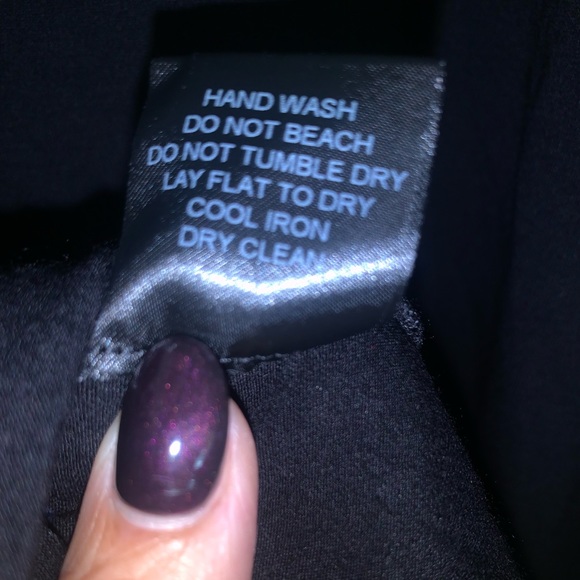 HAND WASH
DO NOT BEACH
DO NOT TUMBLE DRY
LAY FLAT TO DRY
COOL IRON
DRY CLEAN